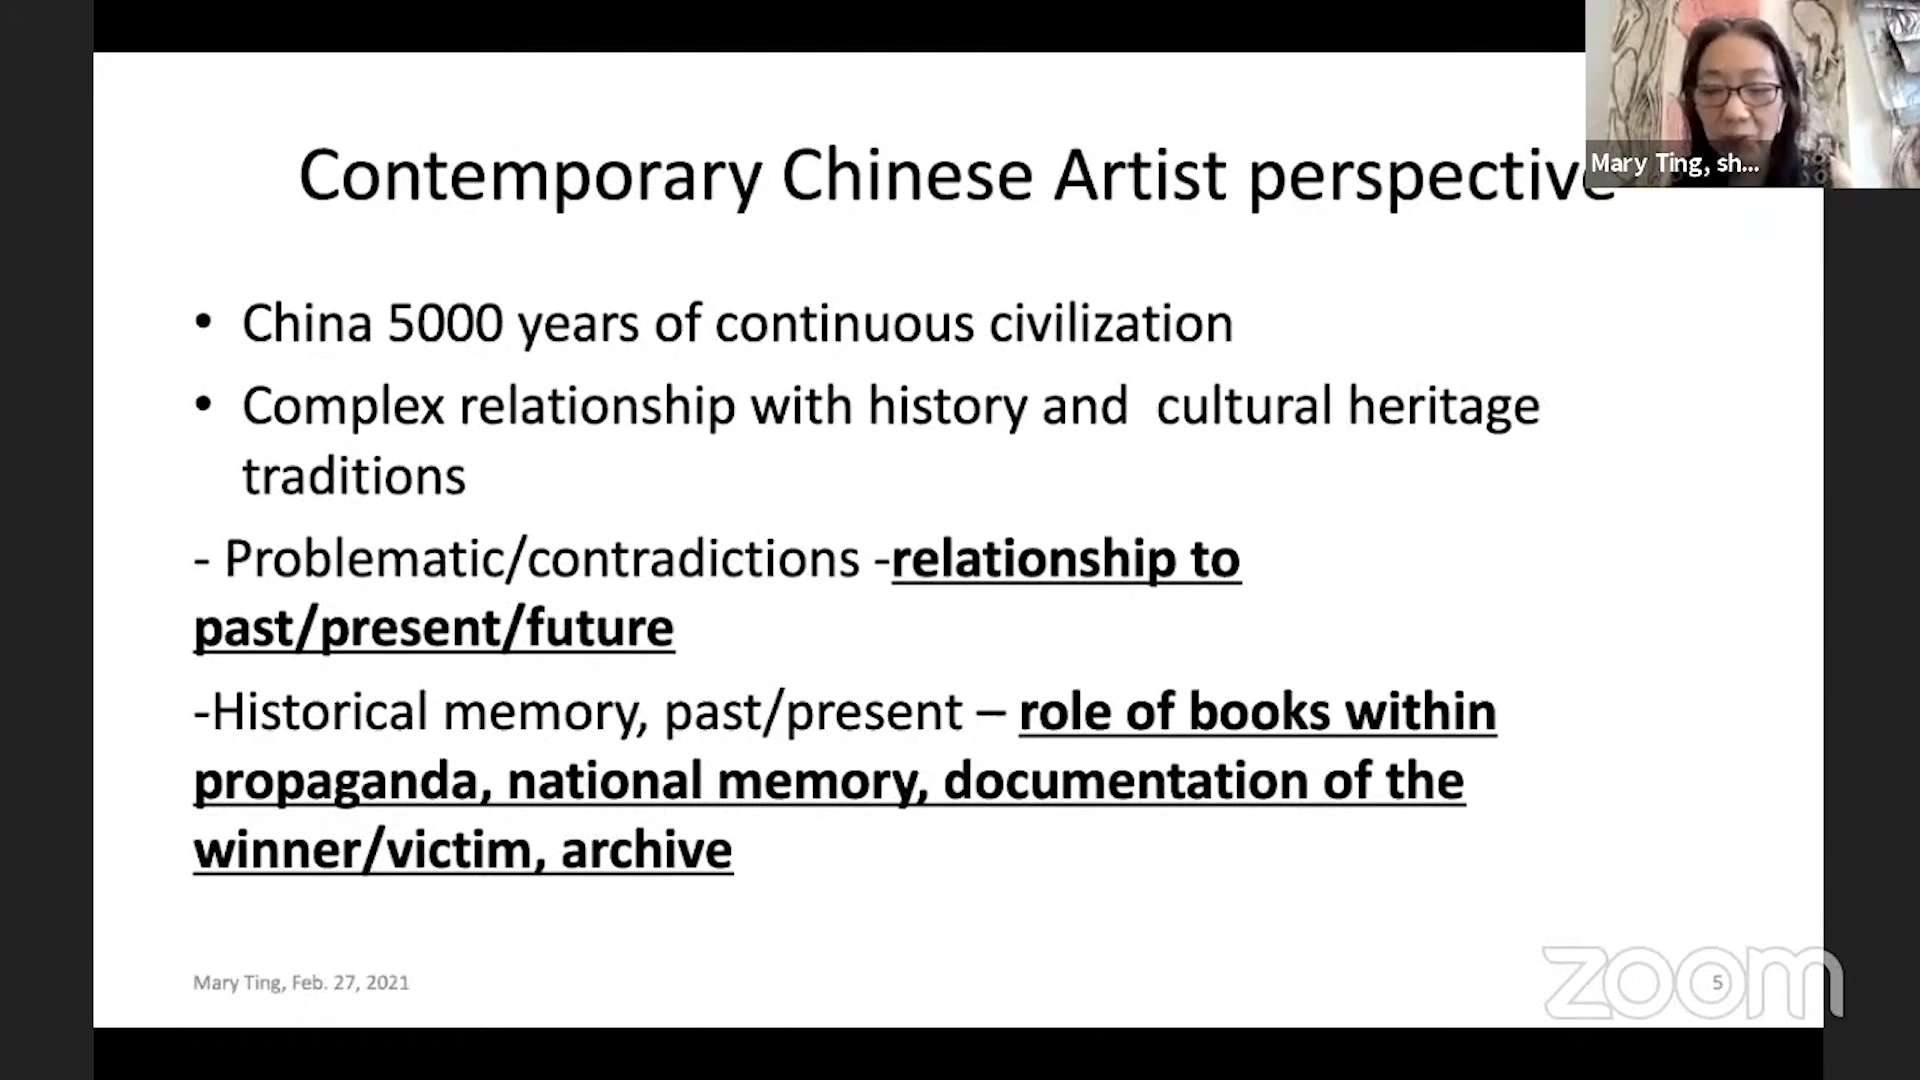 Contemporary Chinese Artist perspective
Mary Ting, sh...
• China 5000 years of continuous civilization
• Complex relationship with history and  cultural heritage
traditions
- Problematic/contradictions -relationship to
past/present/future
-Historical memory, past/present – role of books within
propaganda, national memory, documentation of the
winner/victim, archive
Mary Ting, Feb. 27, 2021
5
zoom